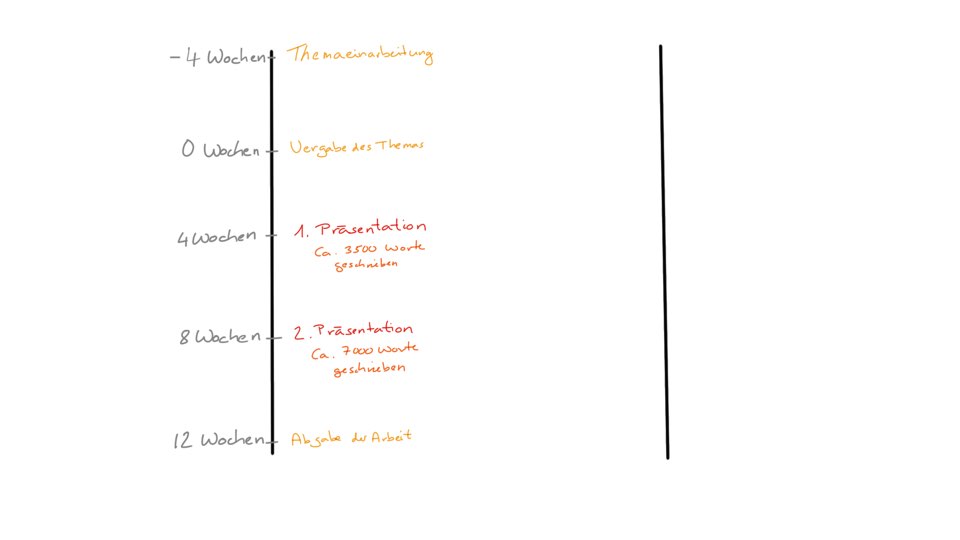 - 4 Wochen Themaeinarbeitung
0 Wochen Vergabe des Themas
4 Wochen 1. Präsentation
Ca. 3500 Worte
geschrieben
8 Wochen 2. Präsentation
Ca. 7000 Worte
geschrieben
12 Wochen Abgabe der Arbeit